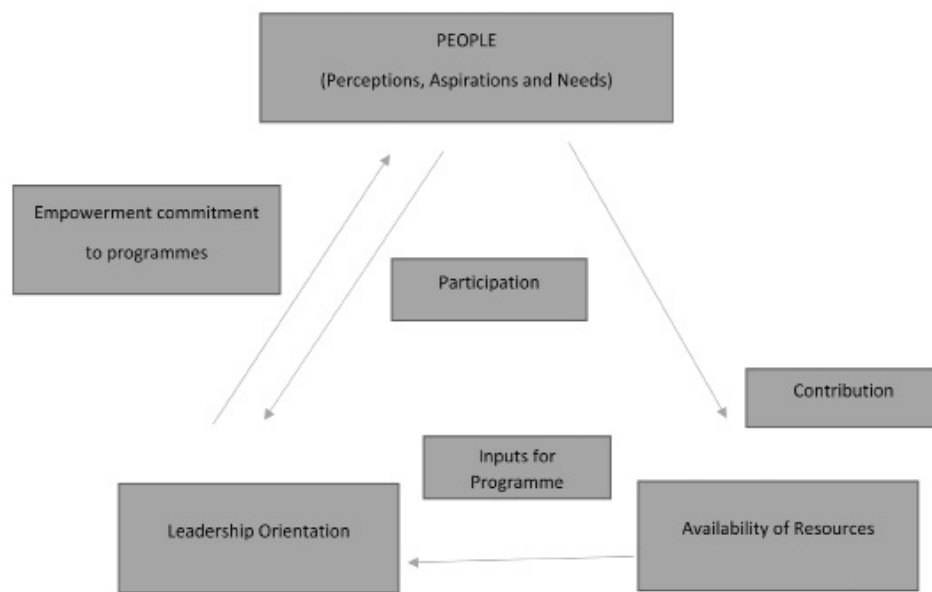 PEOPLE
(Perceptions, Aspirations and Needs)
Empowerment commitment
to programmes
Participation
Contribution
Inputs for
Programme
Leadership Orientation
Availability of Resources